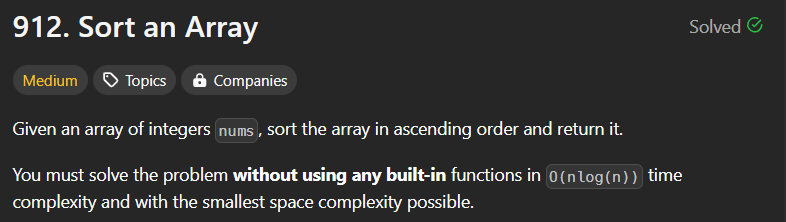 912. Sort an Array
Solved
Medium
Topics
Companies
Given an array of integers nums, sort the array in ascending order and return it.
You must solve the problem without using any built-in functions in O(nlog(n)) time
complexity and with the smallest space complexity possible.